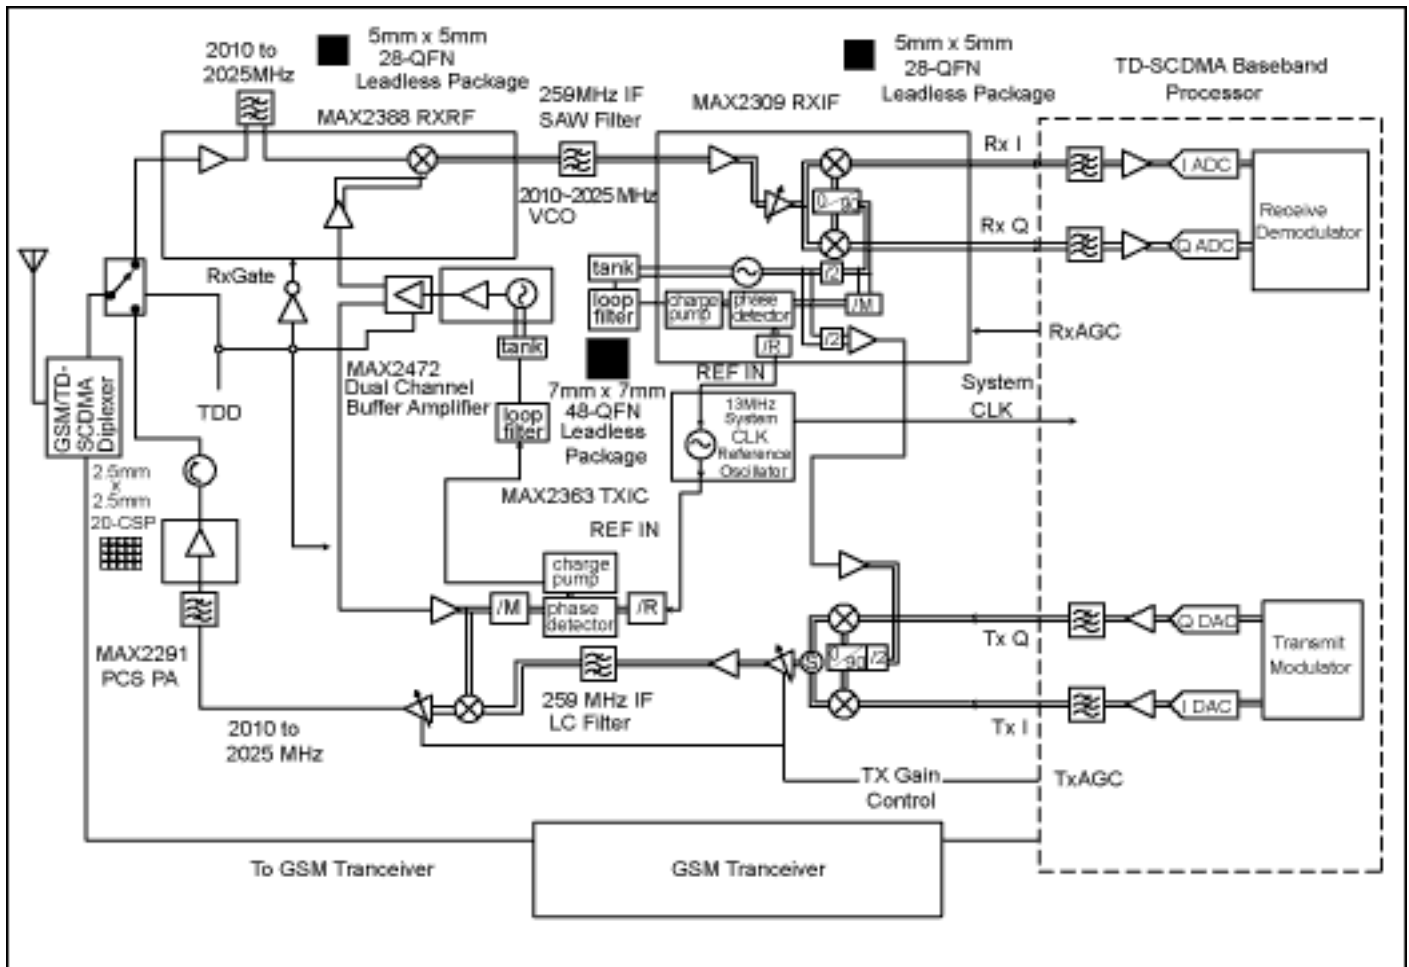 2010 to
2025MHz
5mm x 5mm
28-QFN
Leadless Package
5mm x 5mm
28-QFN
Leadless Package
TD-SCDMA Baseband
Processor
MAX2388 RXRF
259MHz IF
SAW Filter
MAX2309 RXIF
Rx I
I ADC
2010~2025 MHz
VCO
0/90
Rx Q
Q ADC
Receive
Demodulator
RxGate
tank
/2
loop
filter
charge
pump
phase
detector
/M
/2
/R
RxAGC
tank
MAX2472
Dual Channel
Buffer Amplifier
REF IN
System
CLK
7mm x 7mm
48-QFN
Leadless
Package
13MHz
System
CLK
Reference
Oscillator
TDD
loop
filter
GSM/TD-
SCDMA
Diplexer
2.5mm
x
2.5mm
20-CSP
MAX2363 TXIC
REF IN
charge
pump
/M
phase
detector
/R
MAX2291
PCS PA
Tx Q
Q DAC
S
0/90
/2
Transmit
Modulator
259 MHz IF
LC Filter
Tx I
I DAC
2010 to
2025 MHz
TX Gain
Control
TxAGC
To GSM Tranceiver
GSM Tranceiver